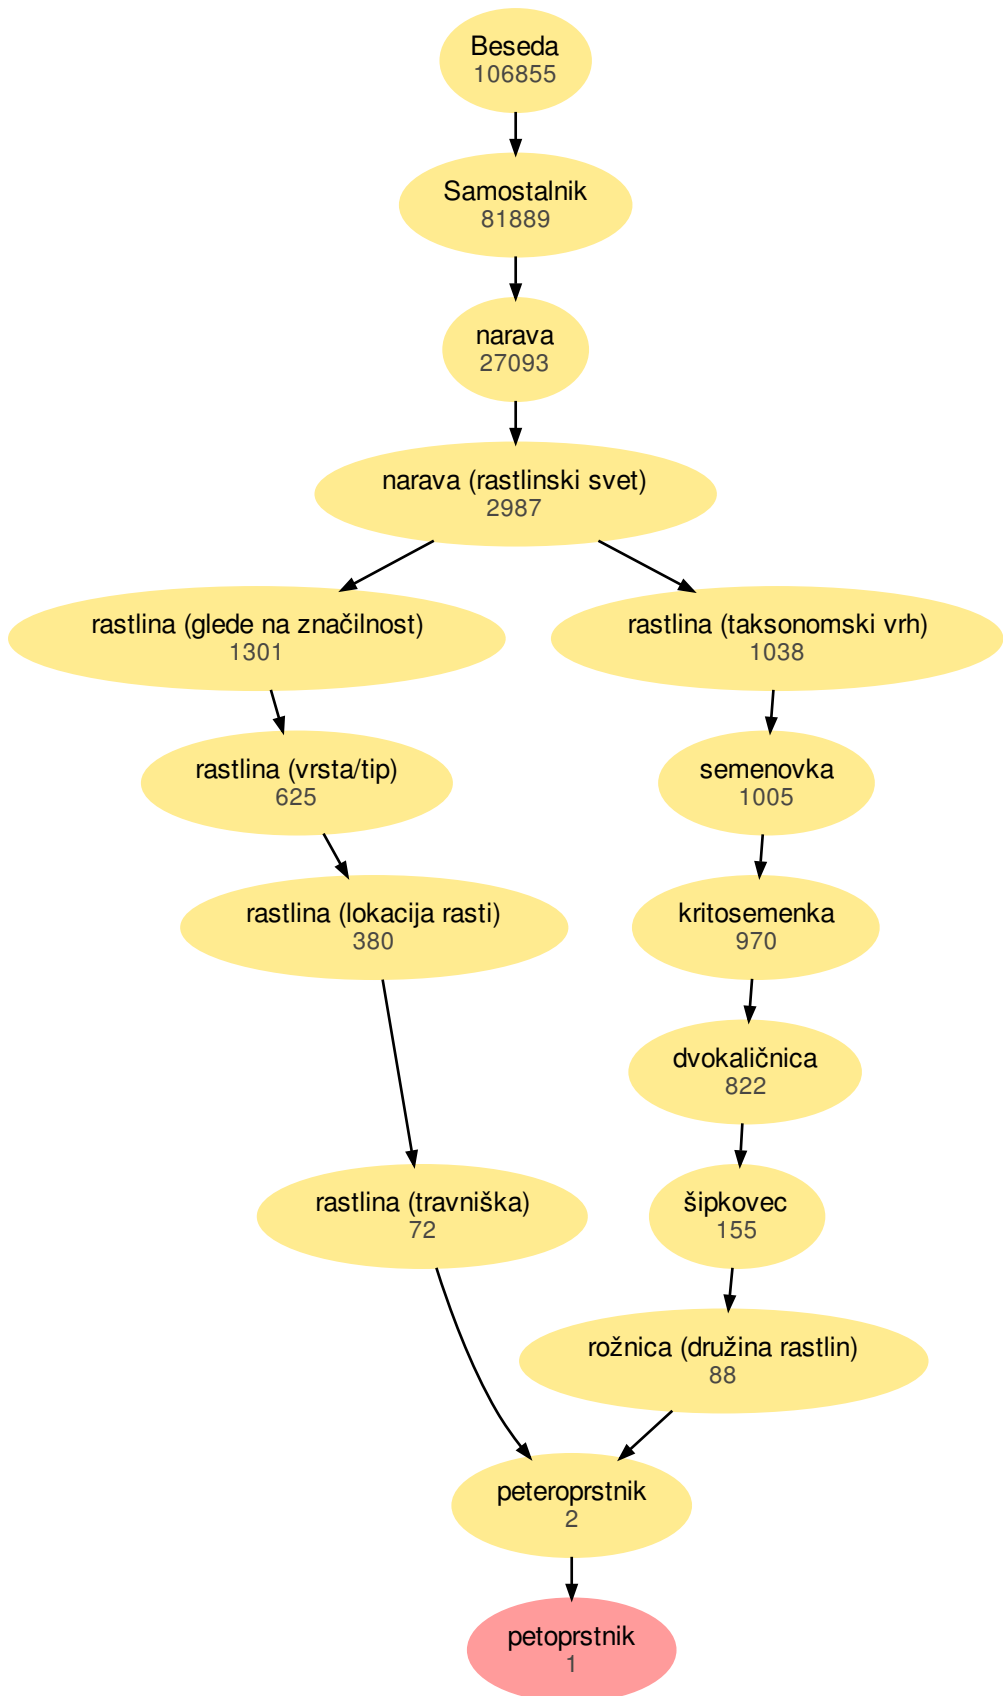 Beseda
106855
Samostalnik
81889
narava
27093
narava (rastlinski svet)
2987
rastlina (glede na značilnost)
1301
rastlina (taksonomski vrh)
1038
rastlina (vrsta/tip)
625
semenovka
1005
rastlina (lokacija rasti)
380
kritosemenka
970
dvokaličnica
822
rastlina (travniška)
72
šipkovec
155
rožnica (družina rastlin)
88
peteroprstnik
2
petoprstnik
1